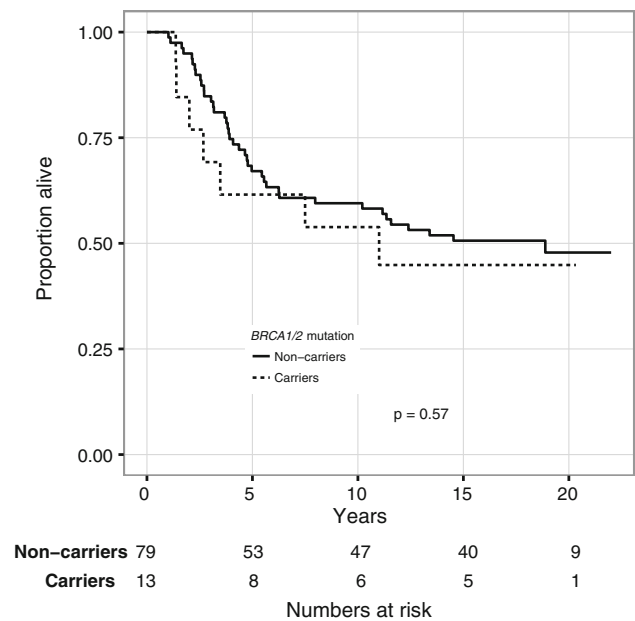 1.00
0.75
0.50
0.25
0.00
Proportion alive
BRCA1/2 mutation
Non−carriers
Carriers
p = 0.57
0 5 10 15 20
Years
Non−carriers 79 53 47 40 9
Carriers 13 8 6 5 1
Numbers at risk